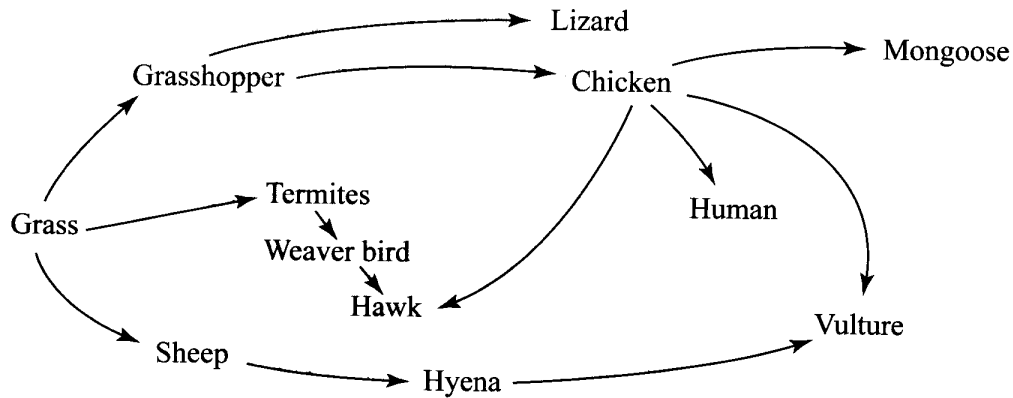 Lizard
Mongoose
Grasshopper
Chicken
Termites
Human
Grass
Weaver bird
Hawk
Vulture
Sheep
Hyena